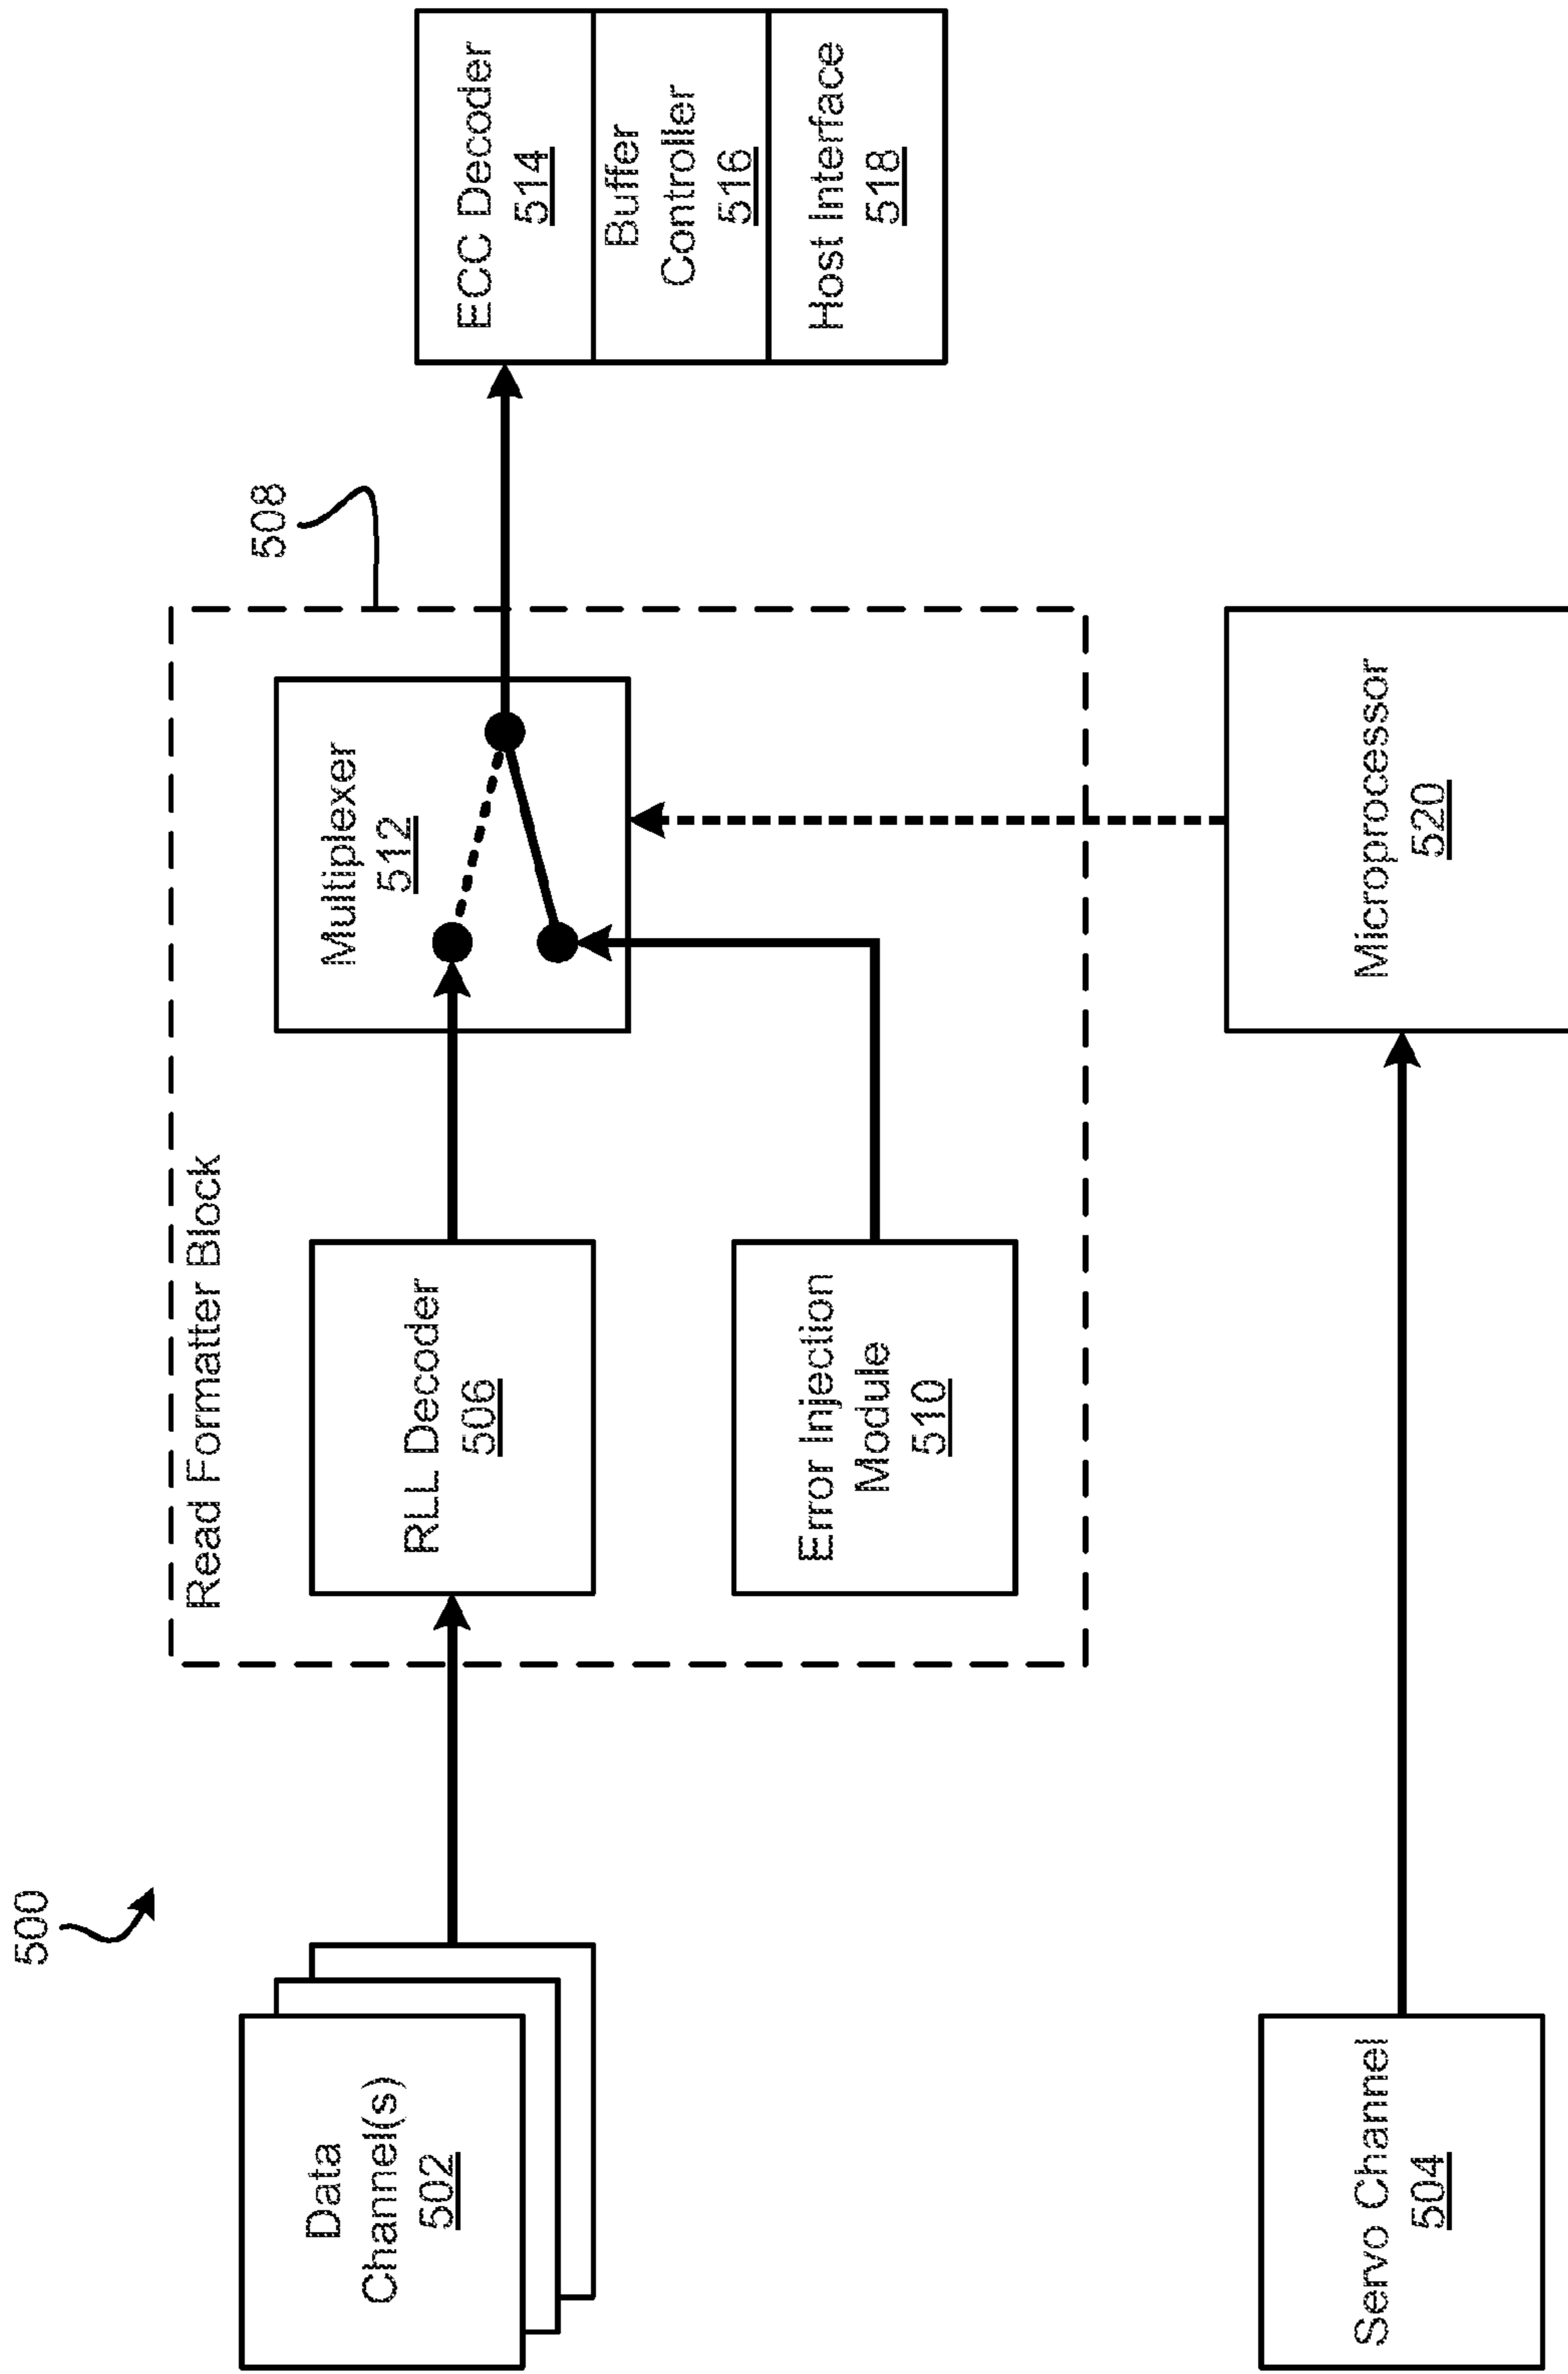 500
Data
Channel(s)
502
Read Formatter Block
508
RLL Decoder
506
Multiplexer
512
Error Injection
Module
510
ECC Decoder
514
Buffer
Controller
516
Host Interface
518
Servo Channel
504
Microprocessor
520